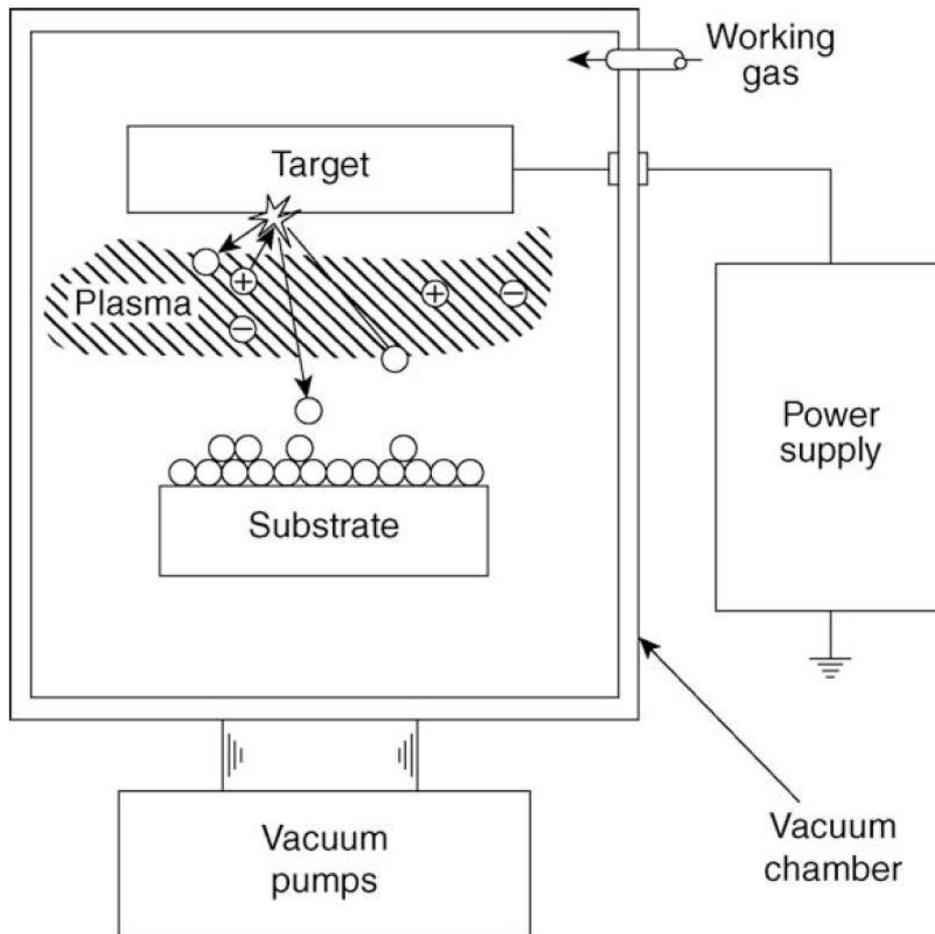 Working
gas
Target
+
+
−
Plasma
−
Power
supply
Substrate
Vacuum
pumps
Vacuum
chamber